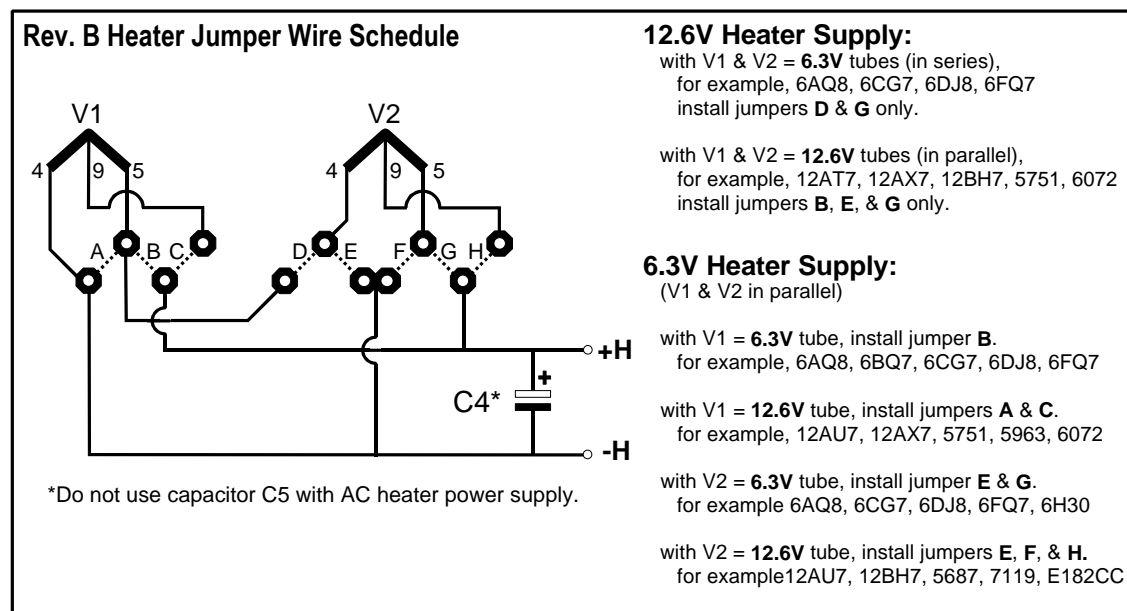 Rev. B Heater Jumper Wire Schedule
V1
V2
4 9 5
4 9 5
A B C
D E F G H
+H
+
C4*
-H
*Do not use capacitor C5 with AC heater power supply.
12.6V Heater Supply:
with V1 & V2 = 6.3V tubes (in series),
for example, 6AQ8, 6CG7, 6DJ8, 6FQ7
install jumpers D & G only.
with V1 & V2 = 12.6V tubes (in parallel),
for example, 12AT7, 12AX7, 12BH7, 5751, 6072
install jumpers B, E, & G only.
6.3V Heater Supply:
(V1 & V2 in parallel)
with V1 = 6.3V tube, install jumper B.
for example, 6AQ8, 6BQ7, 6CG7, 6DJ8, 6FQ7
with V1 = 12.6V tube, install jumpers A & C.
for example, 12AU7, 12AX7, 5751, 5963, 6072
with V2 = 6.3V tube, install jumper E & G.
for example 6AQ8, 6CG7, 6DJ8, 6FQ7, 6H30
with V2 = 12.6V tube, install jumpers E, F, & H.
for example12AU7, 12BH7, 5687, 7119, E182CC